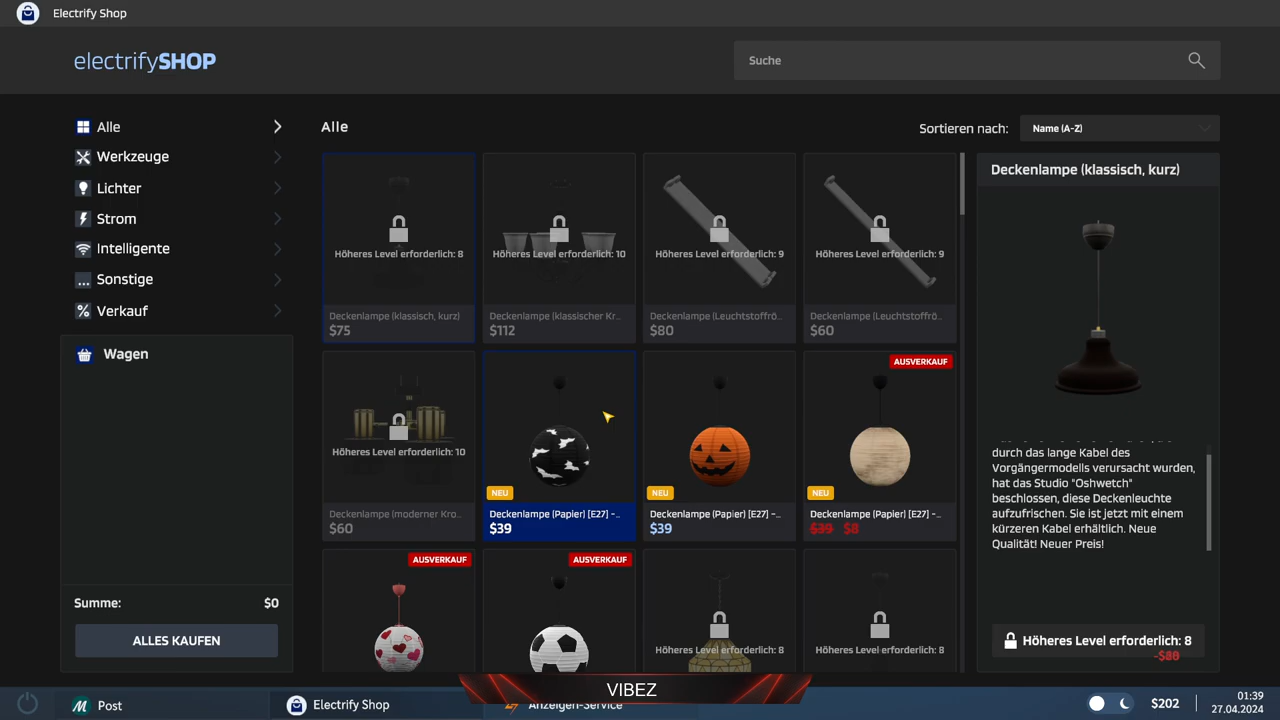 Electrify Shop
electrifySHOP
Suche
Alle
Werkzeuge
Lichter
Strom
Intelligente
Sonstige
Verkauf
Wagen
Summe: $0
ALLES KAUFEN
Alle
Sortieren nach: Name (A-Z)
Höheres Level erforderlich: 8
Deckenlampe (klassisch, kurz)
$75
Höheres Level erforderlich: 10
Deckenlampe (klassischer Kr...
$112
Höheres Level erforderlich: 9
Deckenlampe (Leuchtstoffrö...
$80
Höheres Level erforderlich: 9
Deckenlampe (Leuchtstoffrö...
$60
Höheres Level erforderlich: 10
Deckenlampe (moderner Kro...
$60
NEU
Deckenlampe (Papier) [E27] -...
$39
NEU
Deckenlampe (Papier) [E27] -...
$39
AUSVERKAUF
NEU
Deckenlampe (Papier) [E27] -...
$39 $8
AUSVERKAUF
AUSVERKAUF
Höheres Level erforderlich: 8
Höheres Level erforderlich: 8
Deckenlampe (klassisch, kurz)
durch das lange Kabel des
Vorgängermodells verursacht wurden,
hat das Studio "Oshwetch"
beschlossen, diese Deckenleuchte
aufzufrischen. Sie ist jetzt mit einem
kürzeren Kabel erhältlich. Neue
Qualität! Neuer Preis!
Höheres Level erforderlich: 8
-$80
VIBEZ
Post
Electrify Shop
Anzeigen-Service
$202
01:39
27.04.2024